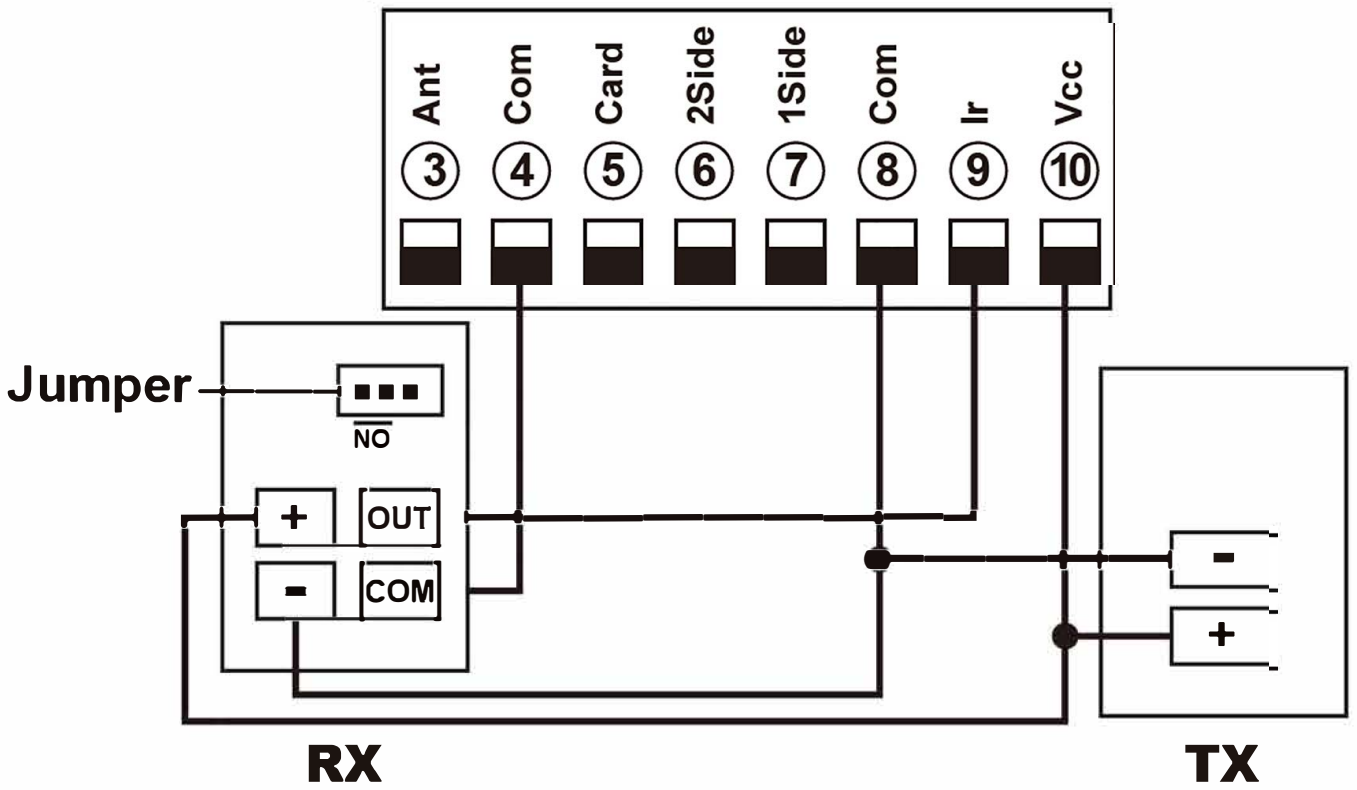 Ant Com Card 2Side 1Side Com Ir Vcc
3 4 5 6 7 8 9 10
Jumper
NO
+ OUT
- COM
-
+
RX
TX